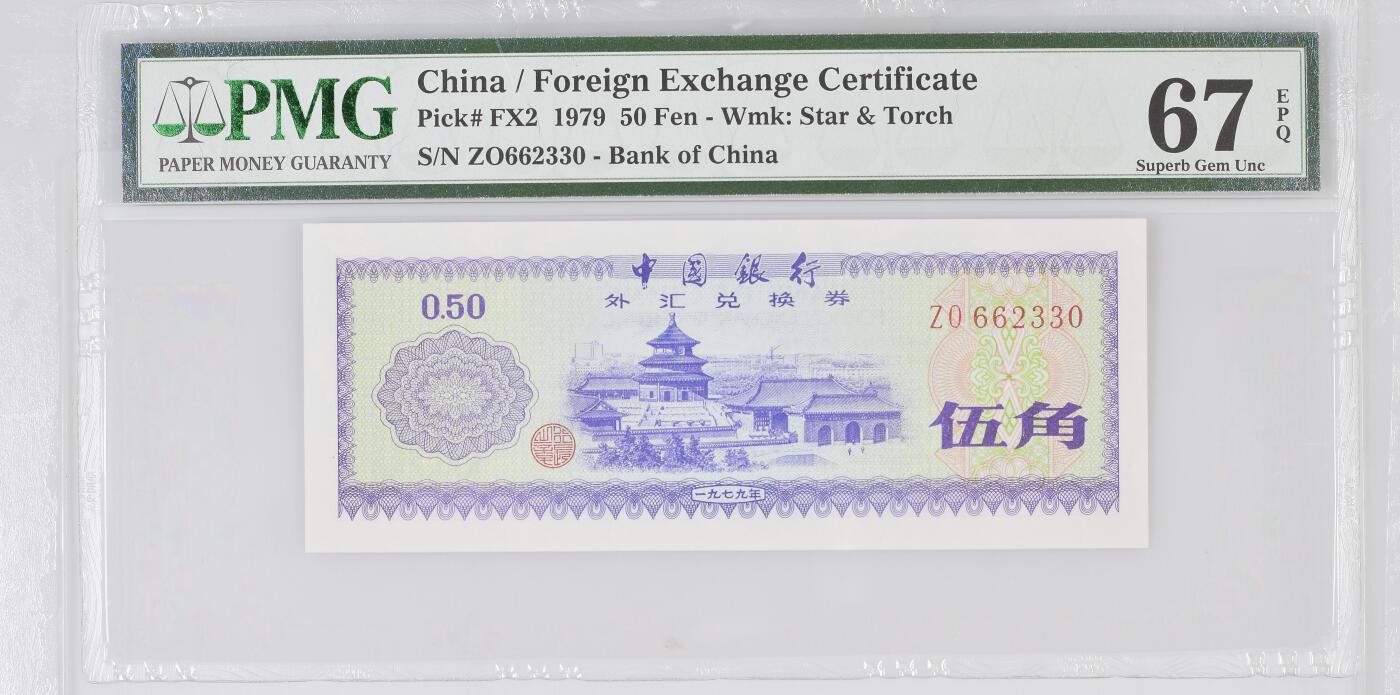 PMG
PAPER MONEY GUARANTY
China / Foreign Exchange Certificate
Pick# FX2 1979 50 Fen - Wmk: Star & Torch
S/N ZO662330 - Bank of China
67
EPQ
Superb Gem Unc
中國銀行
外汇兑换券
0.50
ZO 662330
伍角
一九七九年